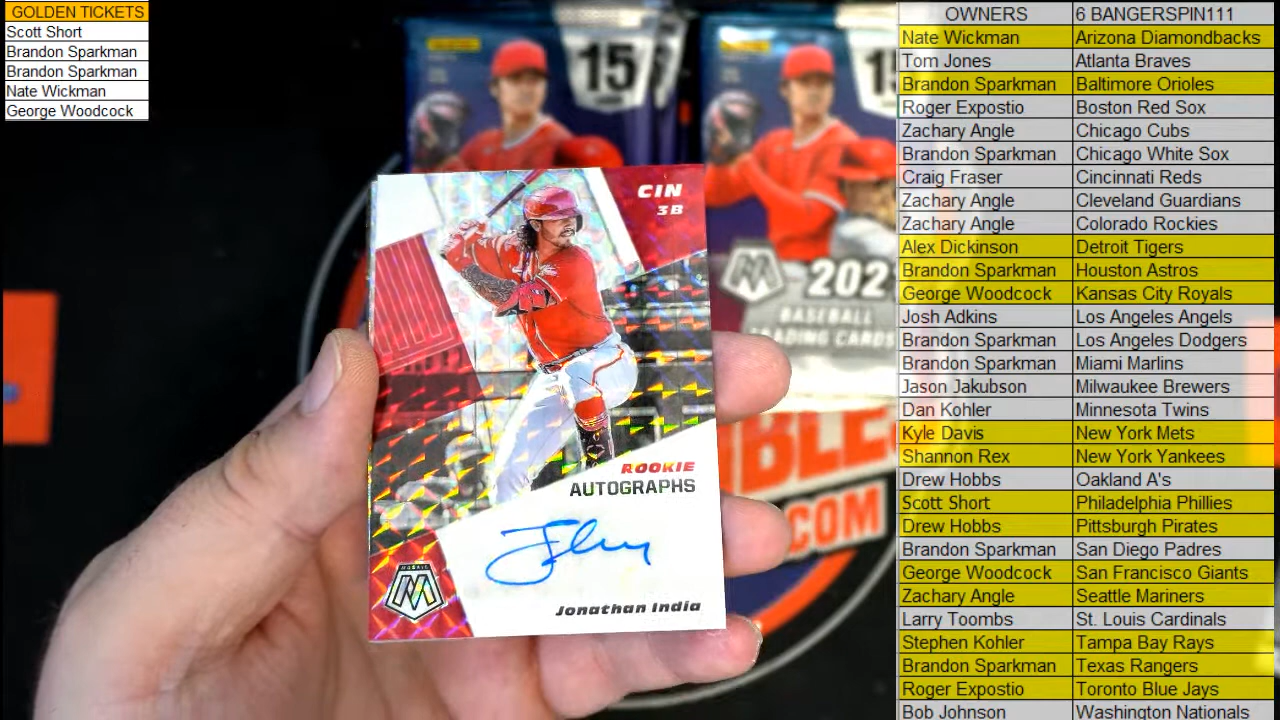 GOLDEN TICKETS
Scott Short
Brandon Sparkman
Brandon Sparkman
Nate Wickman
George Woodcock
15
15
202
BASEBALL
TRADING CARDS
CIN
3B
ROOKIE
AUTOGRAPHS
MOSAIC
Jonathan India
.COM
OWNERS 6 BANGERSPIN111
Nate Wickman Arizona Diamondbacks
Tom Jones Atlanta Braves
Brandon Sparkman Baltimore Orioles
Roger Expostio Boston Red Sox
Zachary Angle Chicago Cubs
Brandon Sparkman Chicago White Sox
Craig Fraser Cincinnati Reds
Zachary Angle Cleveland Guardians
Zachary Angle Colorado Rockies
Alex Dickinson Detroit Tigers
Brandon Sparkman Houston Astros
George Woodcock Kansas City Royals
Josh Adkins Los Angeles Angels
Brandon Sparkman Los Angeles Dodgers
Brandon Sparkman Miami Marlins
Jason Jakubson Milwaukee Brewers
Dan Kohler Minnesota Twins
Kyle Davis New York Mets
Shannon Rex New York Yankees
Drew Hobbs Oakland A's
Scott Short Philadelphia Phillies
Drew Hobbs Pittsburgh Pirates
Brandon Sparkman San Diego Padres
George Woodcock San Francisco Giants
Zachary Angle Seattle Mariners
Larry Toombs St. Louis Cardinals
Stephen Kohler Tampa Bay Rays
Brandon Sparkman Texas Rangers
Roger Expostio Toronto Blue Jays
Bob Johnson Washington Nationals